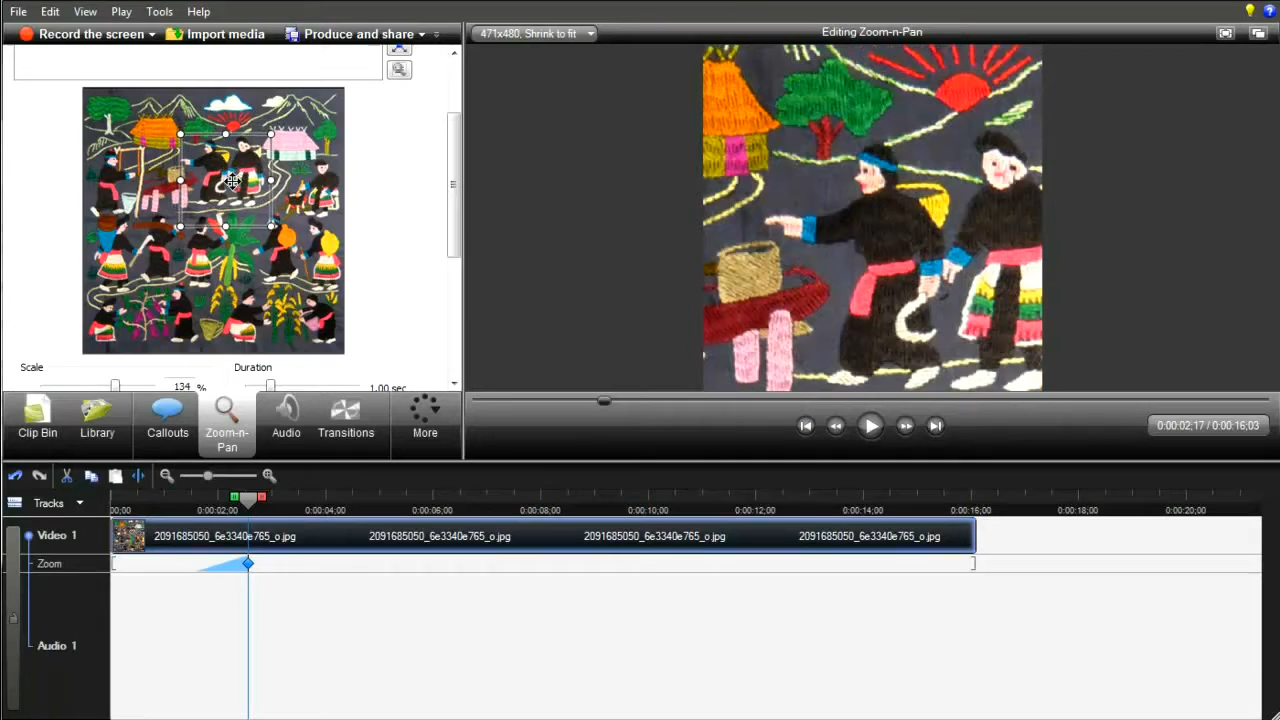 File Edit View Play Tools Help
Record the screen Import media Produce and share
471x480, Shrink to fit
Editing Zoom-n-Pan
Scale
Duration
134 %
1.00 sec
Clip Bin Library Callouts Zoom-n-Pan Audio Transitions More
0:00:02;17 / 0:00:16;03
Tracks
00;00 0:00:02;00 0:00:04;00 0:00:06;00 0:00:08;00 0:00:10;00 0:00:12;00 0:00:14;00 0:00:16;00 0:00:18;00 0:00:20;00
Video 1
2091685050_6e3340e765_o.jpg 2091685050_6e3340e765_o.jpg 2091685050_6e3340e765_o.jpg 2091685050_6e3340e765_o.jpg
Zoom
Audio 1